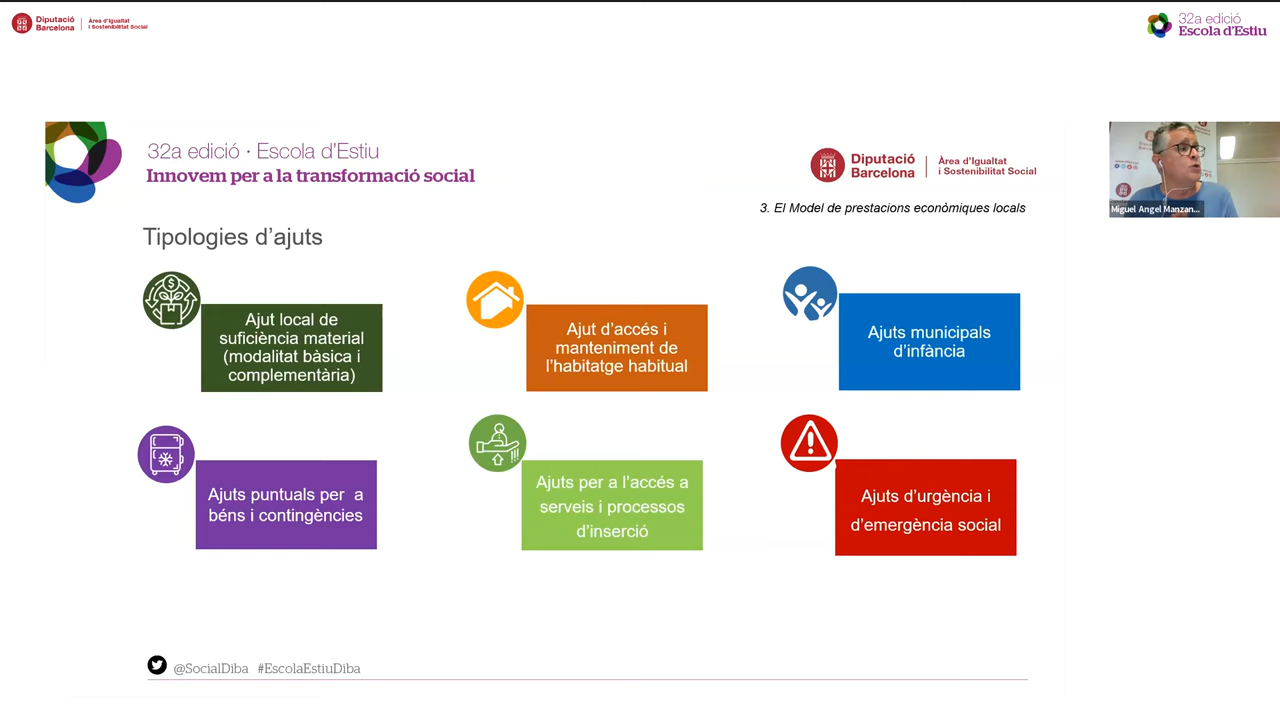 Diputació
Barcelona
Àrea d'Igualtat
i Sostenibilitat Social
32a edició
Escola d'Estiu
32a edició · Escola d'Estiu
Innovem per a la transformació social
Diputació
Barcelona
Àrea d'Igualtat
i Sostenibilitat Social
3. El Model de prestacions econòmiques locals
Tipologies d'ajuts
Ajut local de
suficiència material
(modalitat bàsica i
complementària)
Ajut d'accés i
manteniment de
l'habitatge habitual
Ajuts municipals
d'infància
Ajuts puntuals per a
béns i contingències
Ajuts per a l'accés a
serveis i processos
d'inserció
Ajuts d'urgència i
d'emergència social
Miguel Angel Manzan...
@SocialDiba #EscolaEstiuDiba